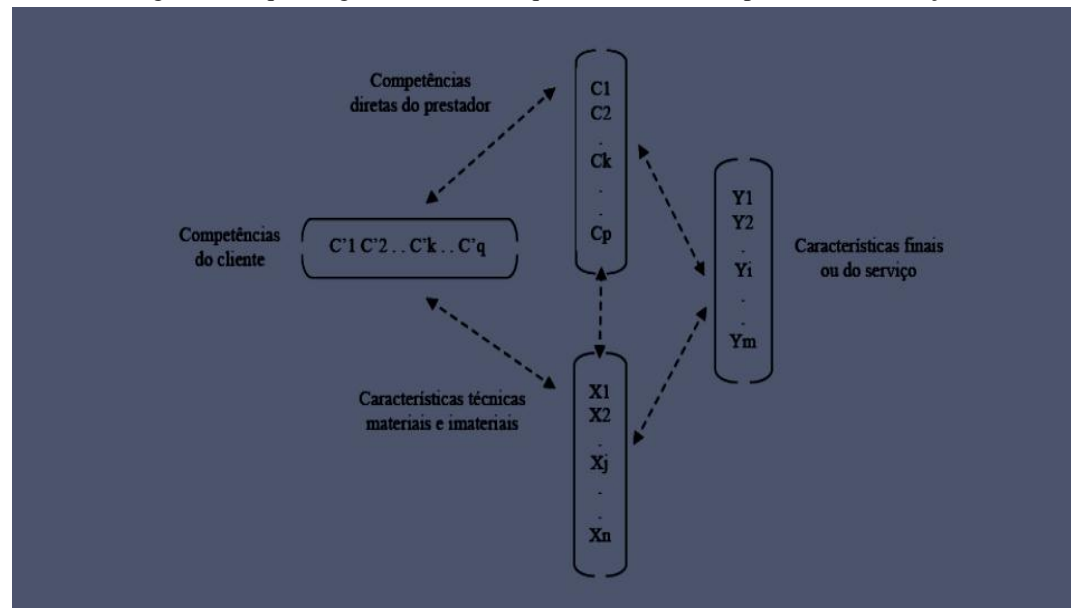 Competências
diretas do prestador
C1
C2
.
Ck
.
.
Cp
Competências
do cliente
C'1 C'2 . . C'k . . C'q
Y1
Y2
.
Yi
.
.
Ym
Características finais
ou do serviço
Características técnicas
materiais e imateriais
X1
X2
.
Xj
.
.
Xn